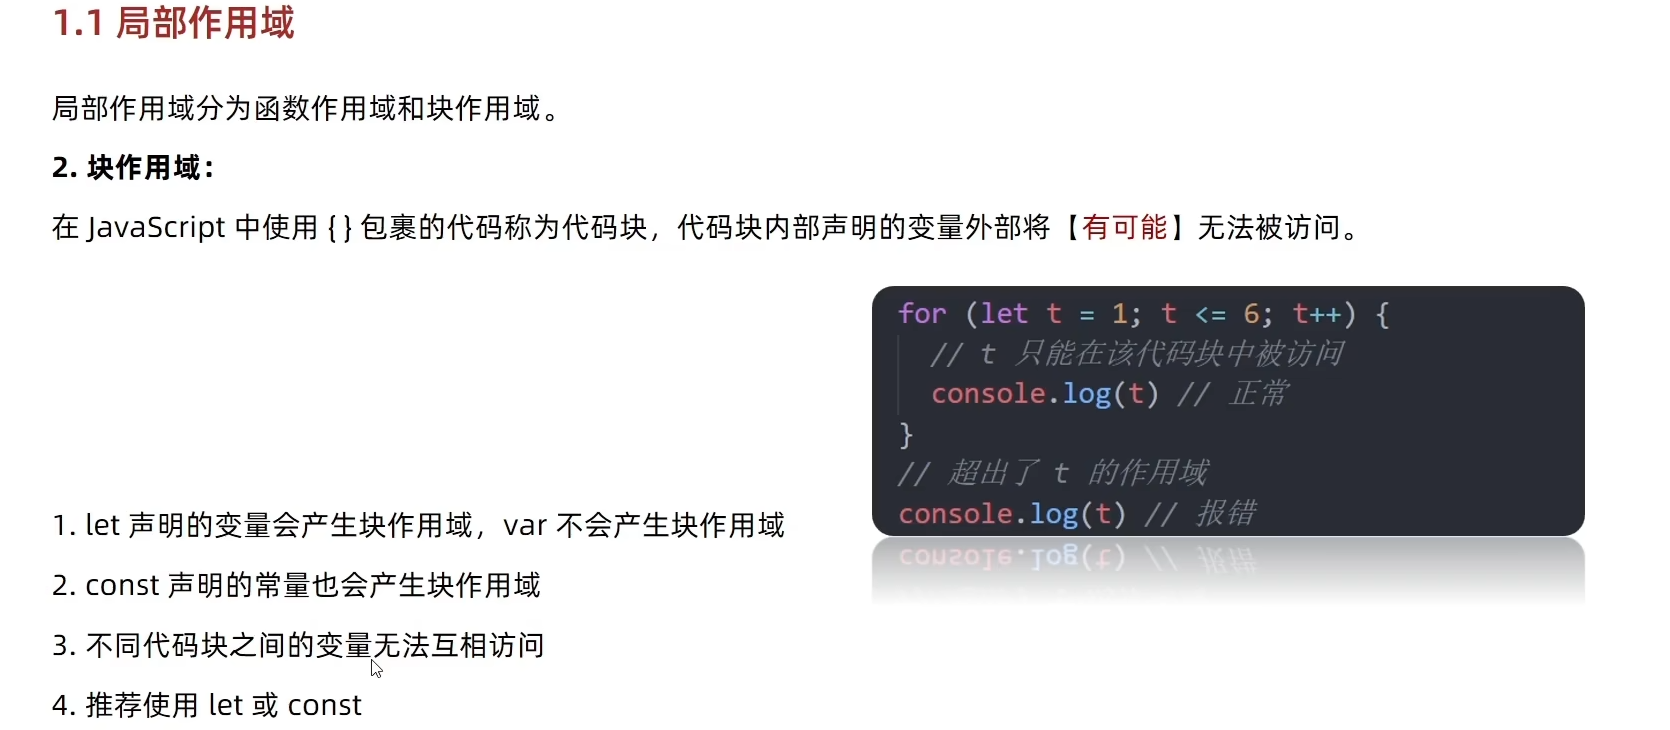 1.1 局部作用域
局部作用域分为函数作用域和块作用域。
2. 块作用域：
在 JavaScript 中使用 { } 包裹的代码称为代码块，代码块内部声明的变量外部将【有可能】无法被访问。
for (let t = 1; t <= 6; t++) {
// t 只能在该代码块中被访问
console.log(t) // 正常
}
// 超出了 t 的作用域
console.log(t) // 报错
1. let 声明的变量会产生块作用域，var 不会产生块作用域
2. const 声明的常量也会产生块作用域
3. 不同代码块之间的变量无法互相访问
4. 推荐使用 let 或 const